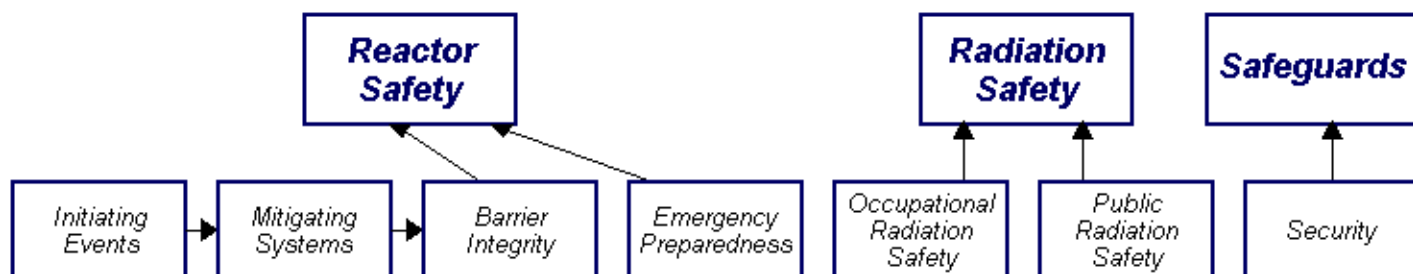 Reactor
Safety
Radiation
Safety
Safeguards
Initiating
Events
Mitigating
Systems
Barrier
Integrity
Emergency
Preparedness
Occupational
Radiation
Safety
Public
Radiation
Safety
Security